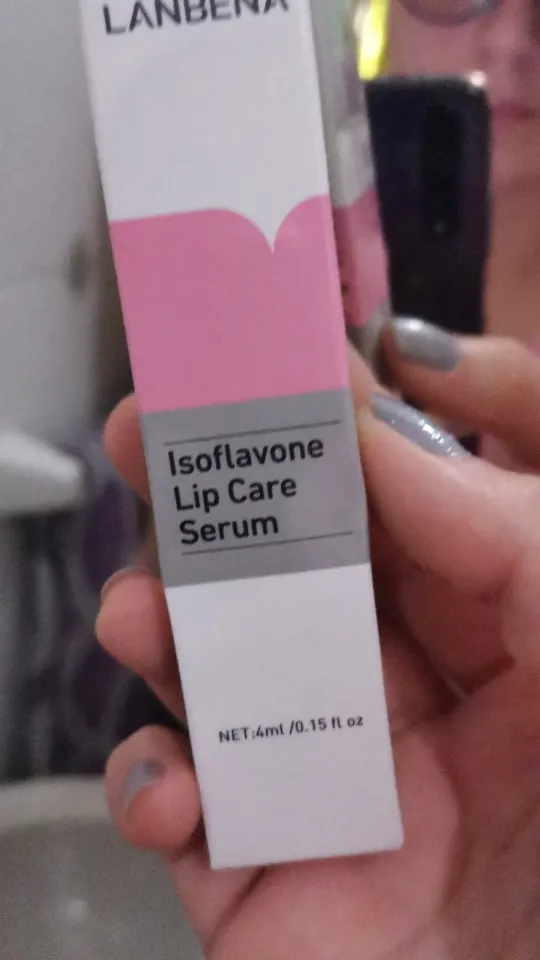 LANBENA
Isoflavone
Lip Care
Serum
NET:4ml /0.15 fl oz